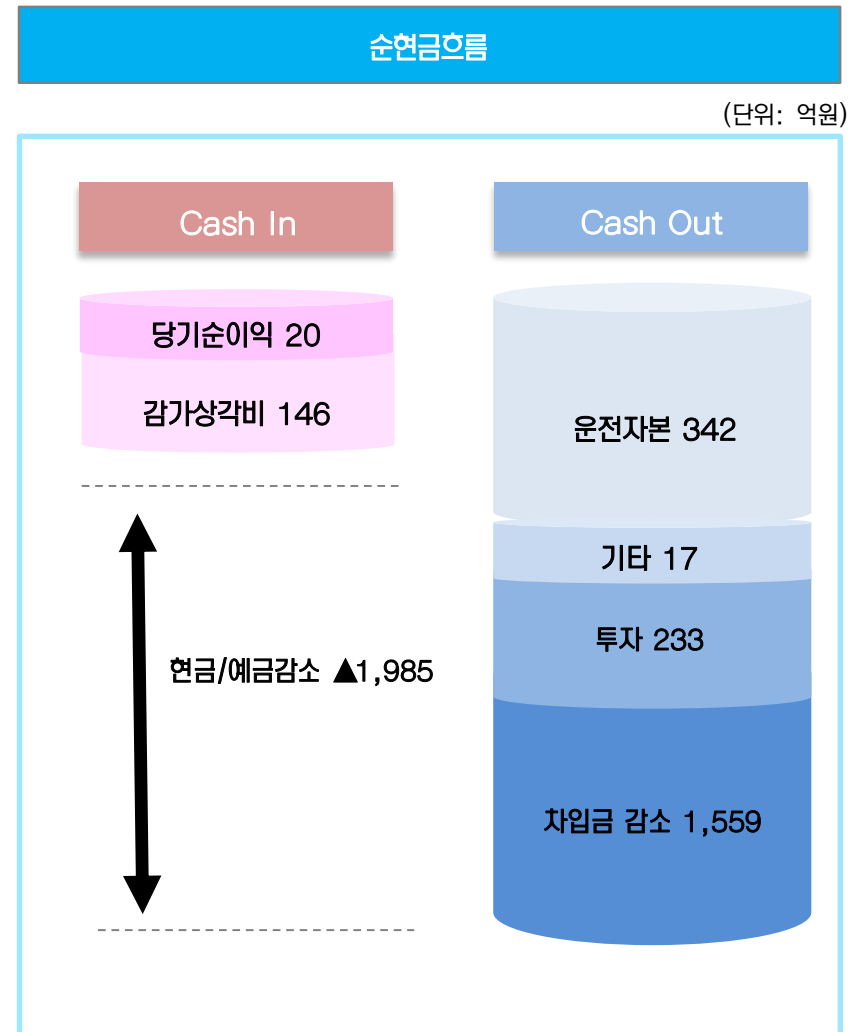 순현금흐름
(단위: 억원)
Cash In
Cash Out
당기순이익 20
감가상각비 146
운전자본 342
기타 17
투자 233
현금/예금감소 ▲1,985
차입금 감소 1,559